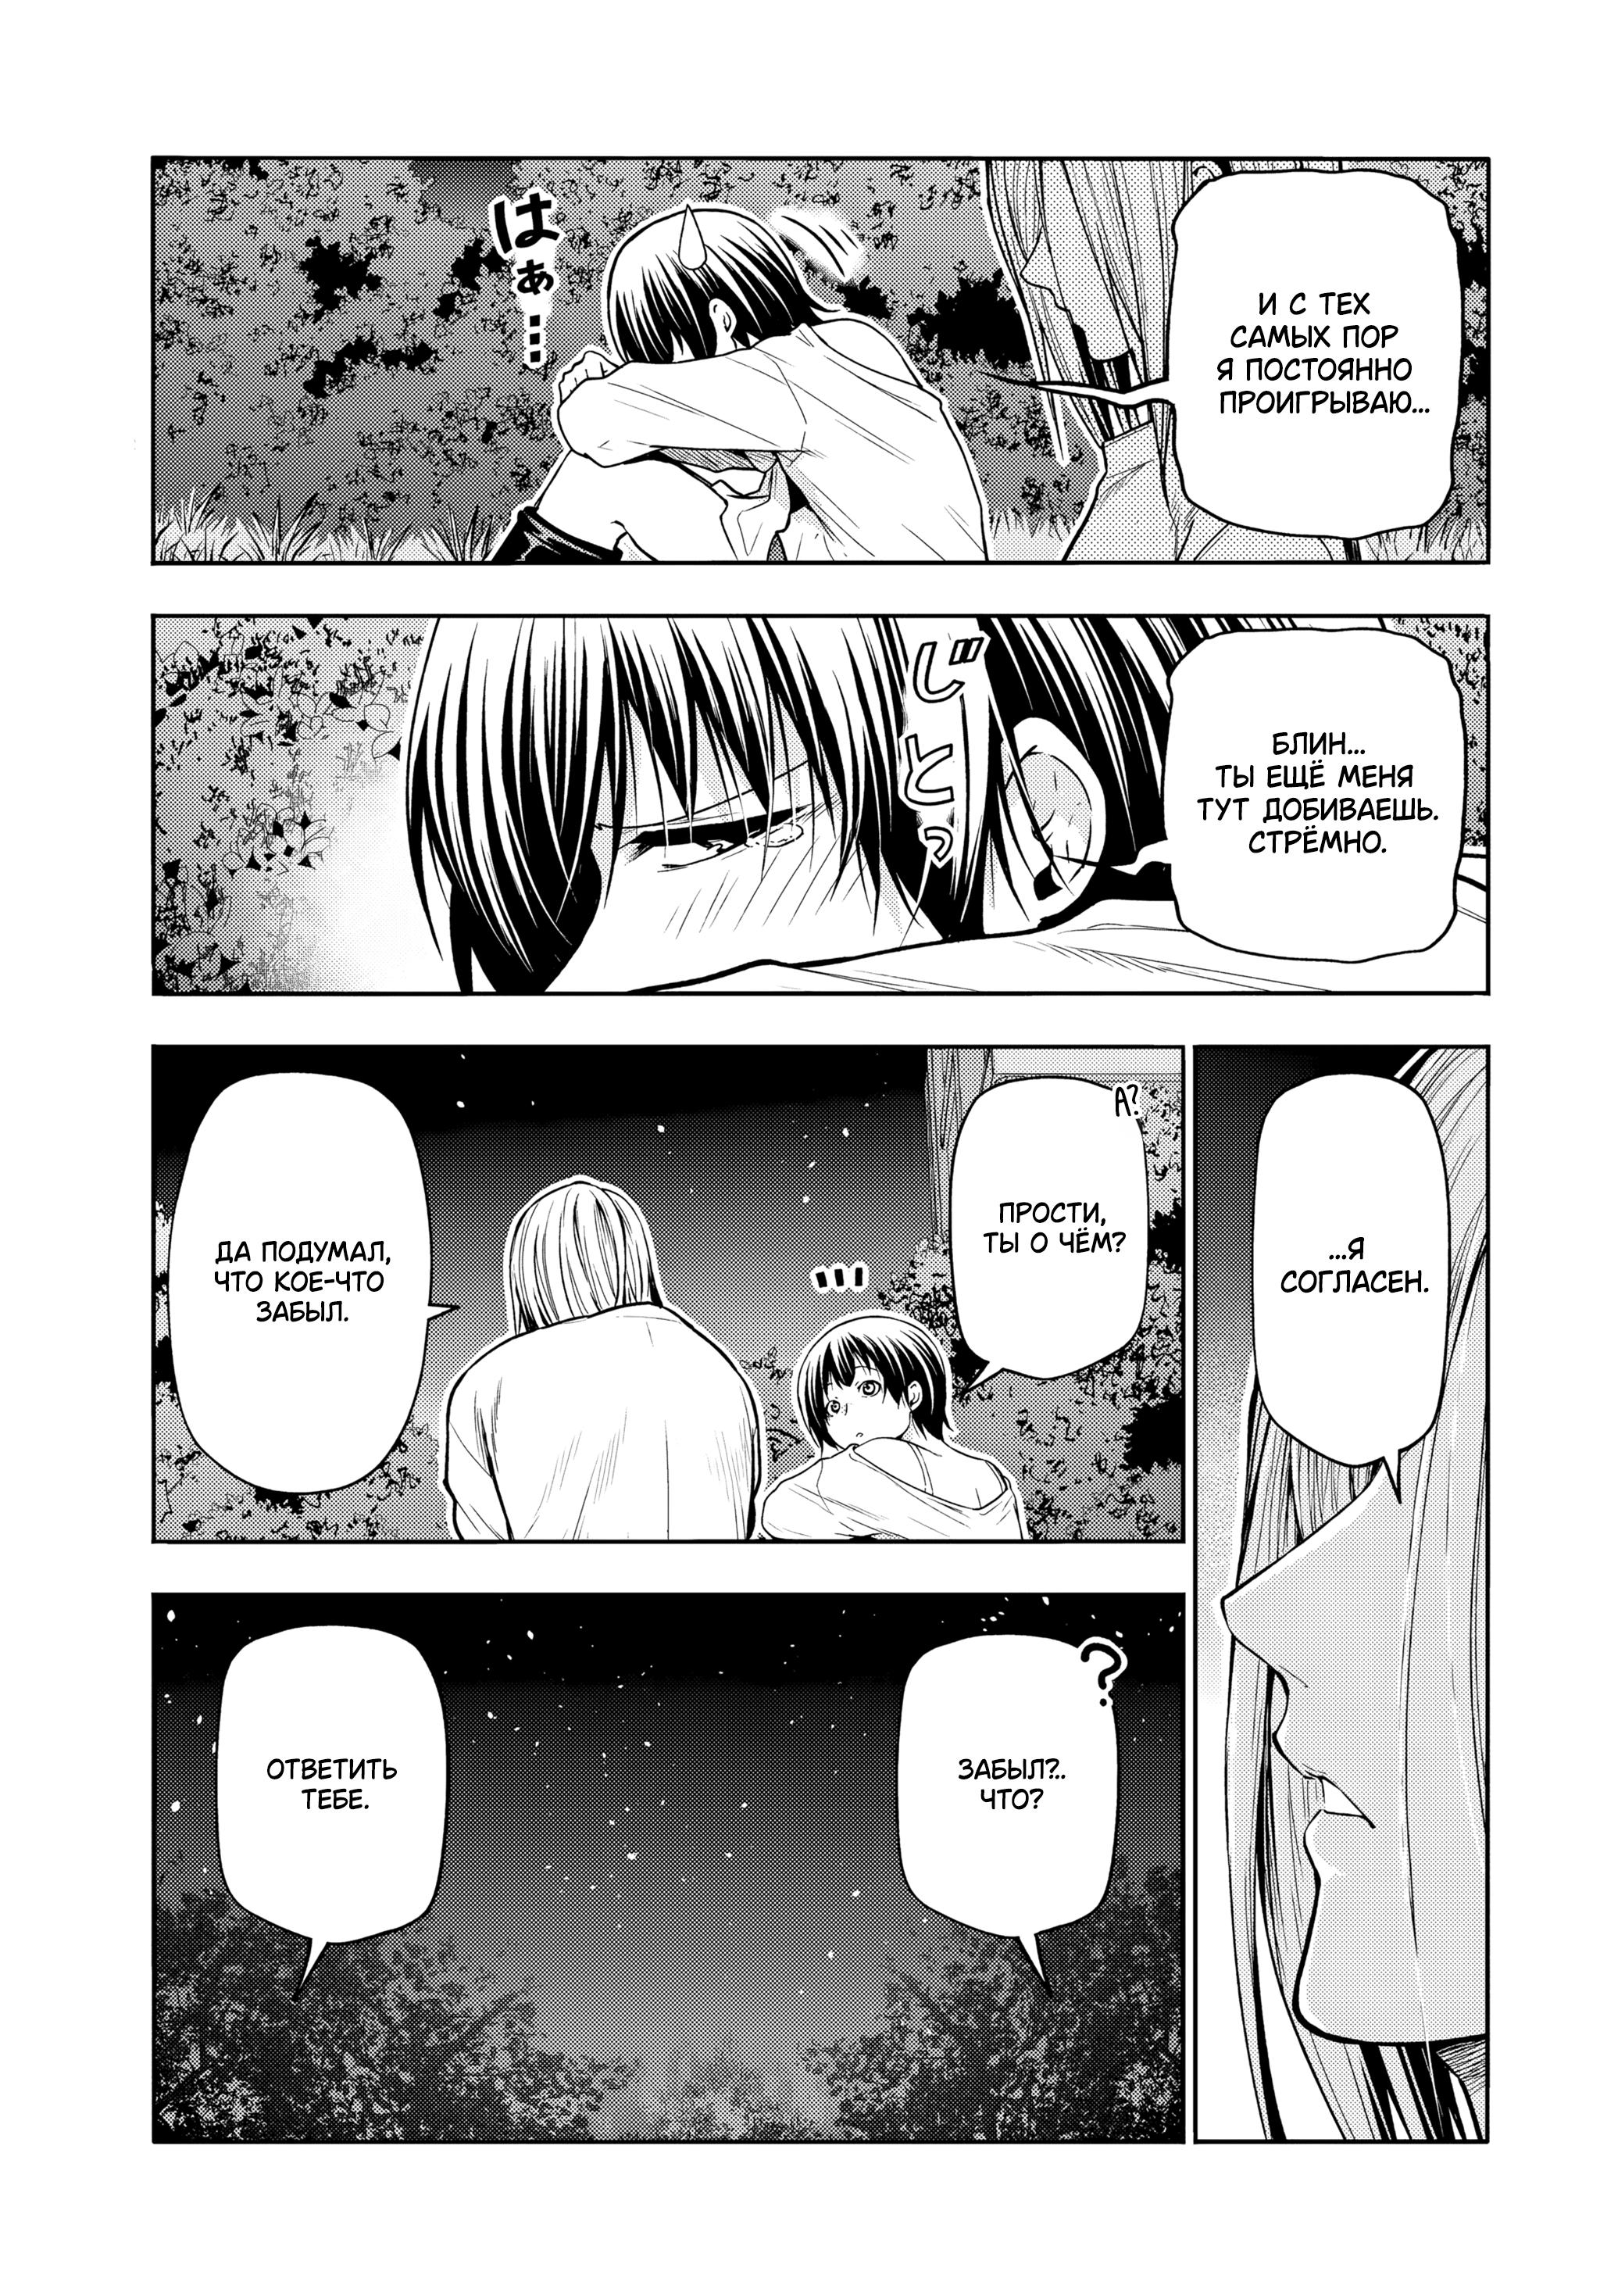 И С ТЕХ
САМЫХ ПОР
Я ПОСТОЯННО
ПРОИГРЫВАЮ...
はぁ…
БЛИН...
ТЫ ЕЩЁ МЕНЯ
ТУТ ДОБИВАЕШЬ.
СТРЁМНО.
じとっ
...Я
СОГЛАСЕН.
А?
ПРОСТИ,
ТЫ О ЧЁМ?
ДА ПОДУМАЛ,
ЧТО КОЕ-ЧТО
ЗАБЫЛ.
?
ЗАБЫЛ?..
ЧТО?
ОТВЕТИТЬ
ТЕБЕ.